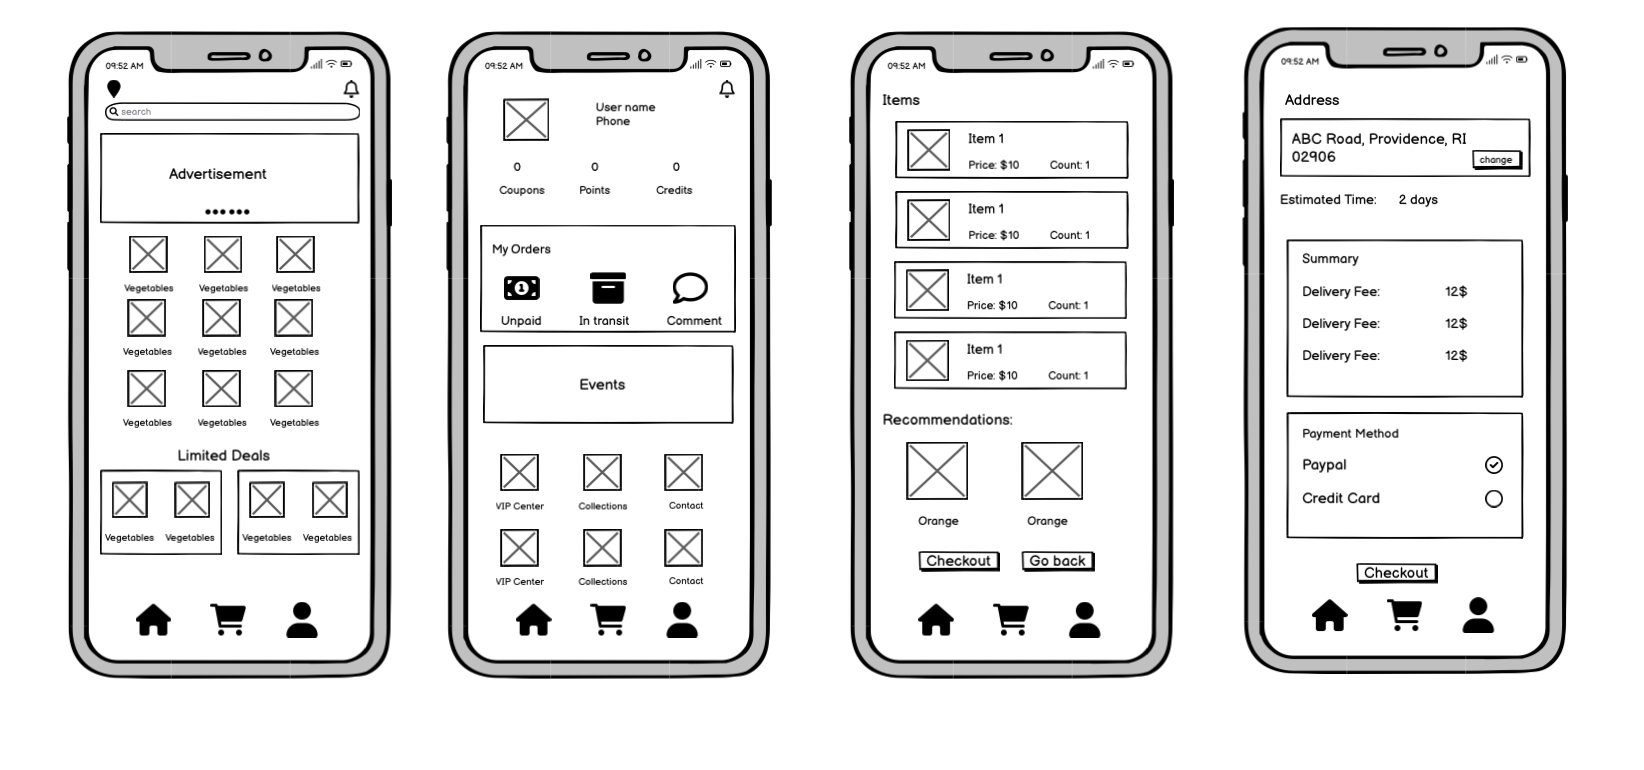 09:52 AM
search
Advertisement
Vegetables Vegetables Vegetables
Vegetables Vegetables Vegetables
Vegetables Vegetables Vegetables
Limited Deals
Vegetables Vegetables Vegetables Vegetables
09:52 AM
User name
Phone
0 0 0
Coupons Points Credits
My Orders
1
Unpaid In transit Comment
Events
VIP Center Collections Contact
VIP Center Collections Contact
09:52 AM
Items
Item 1
Price: $10 Count: 1
Item 1
Price: $10 Count: 1
Item 1
Price: $10 Count: 1
Item 1
Price: $10 Count: 1
Recommendations:
Orange Orange
Checkout Go back
09:52 AM
Address
ABC Road, Providence, RI
02906
change
Estimated Time: 2 days
Summary
Delivery Fee: 12$
Delivery Fee: 12$
Delivery Fee: 12$
Payment Method
Paypal
Credit Card
Checkout